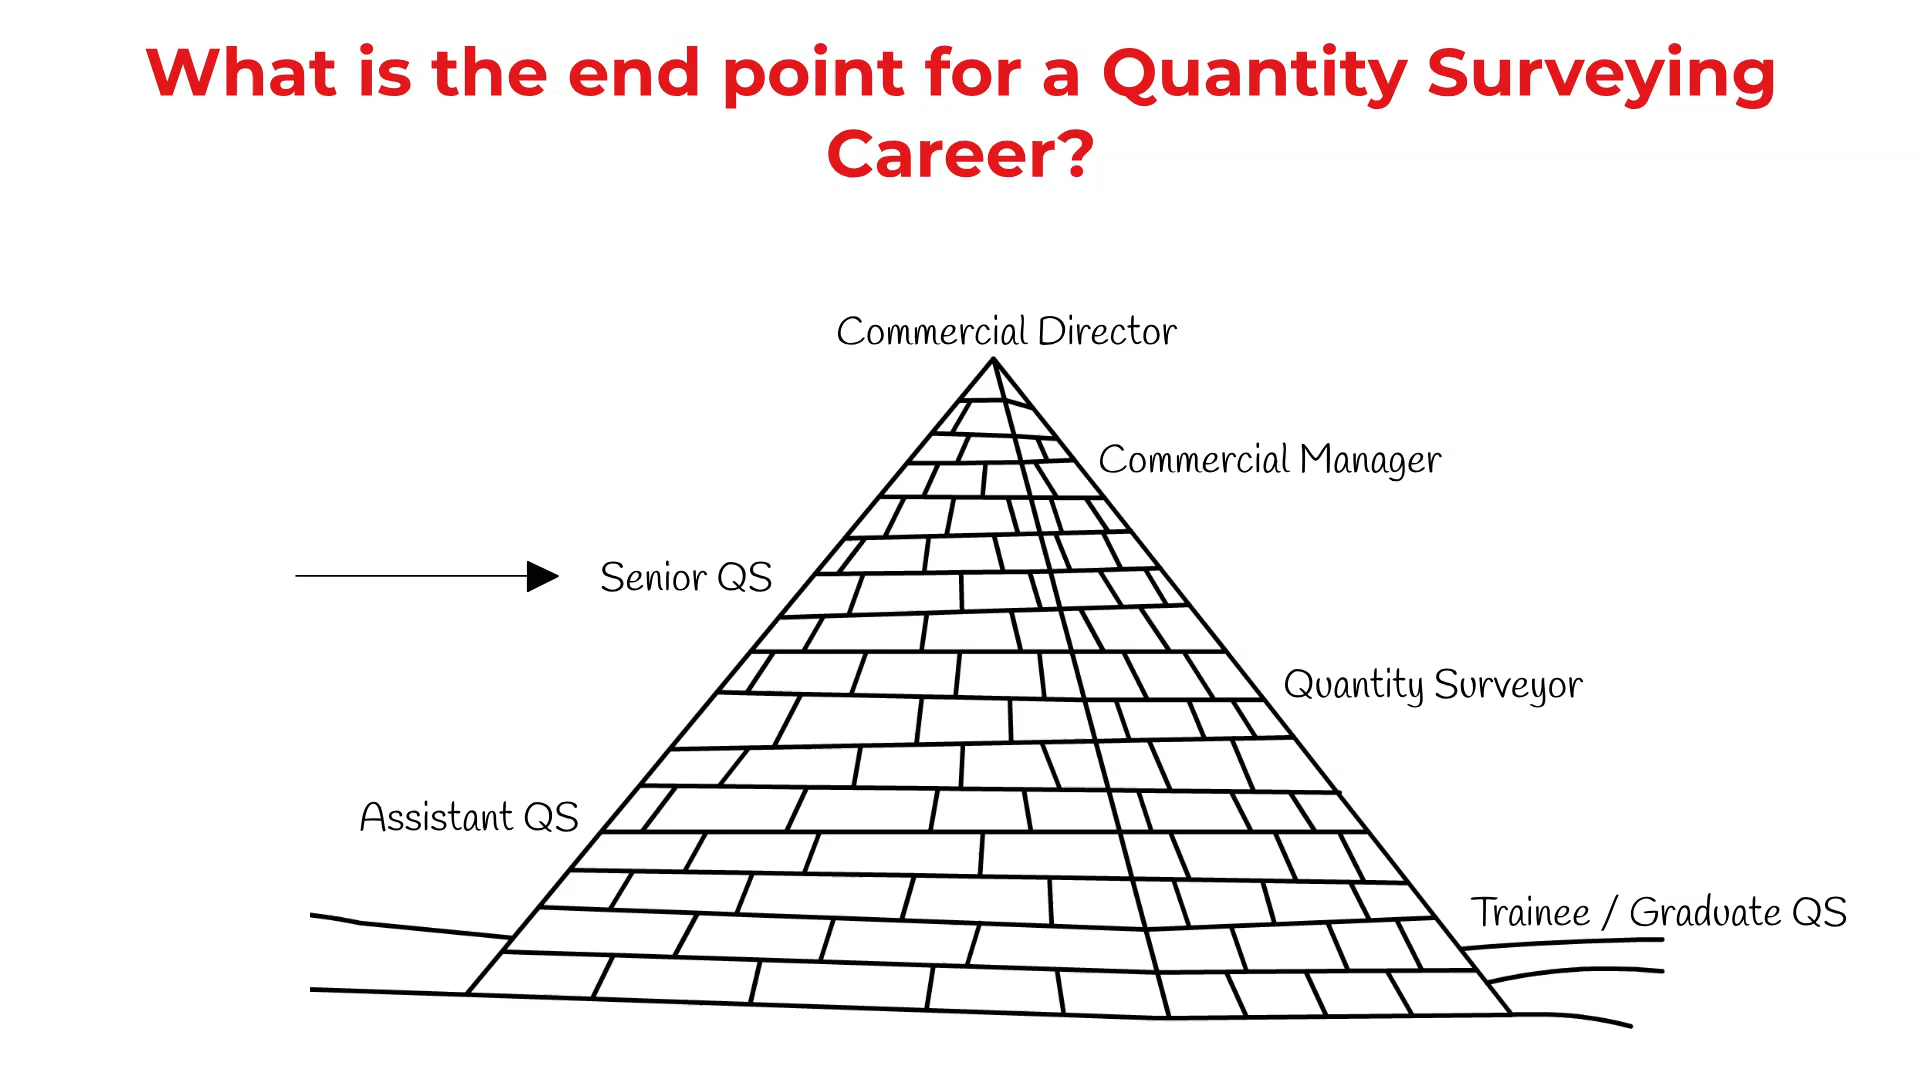 What is the end point for a Quantity Surveying
Career?
Commercial Director
Commercial Manager
Senior QS
Quantity Surveyor
Assistant QS
Trainee / Graduate QS